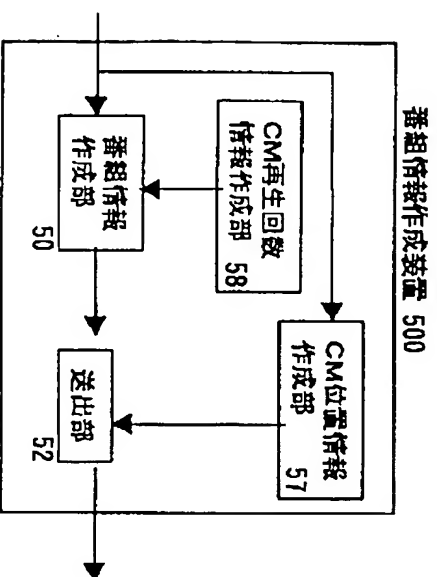 番組情報作成装置 500
CM再生回数
情報作成部 58
CM位置情報
作成部 57
番組情報
作成部
50
送出部
52